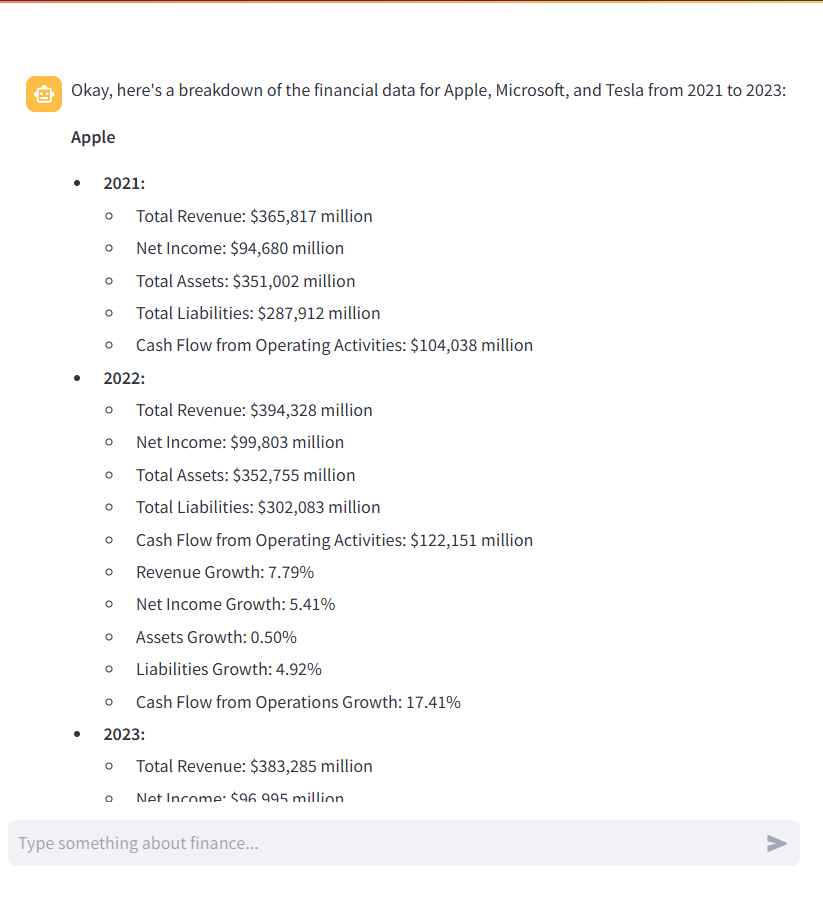 Okay, here's a breakdown of the financial data for Apple, Microsoft, and Tesla from 2021 to 2023:
Apple
2021:
Total Revenue: $365,817 million
Net Income: $94,680 million
Total Assets: $351,002 million
Total Liabilities: $287,912 million
Cash Flow from Operating Activities: $104,038 million
2022:
Total Revenue: $394,328 million
Net Income: $99,803 million
Total Assets: $352,755 million
Total Liabilities: $302,083 million
Cash Flow from Operating Activities: $122,151 million
Revenue Growth: 7.79%
Net Income Growth: 5.41%
Assets Growth: 0.50%
Liabilities Growth: 4.92%
Cash Flow from Operations Growth: 17.41%
2023:
Total Revenue: $383,285 million
Net Income: $96,995 million
Type something about finance...